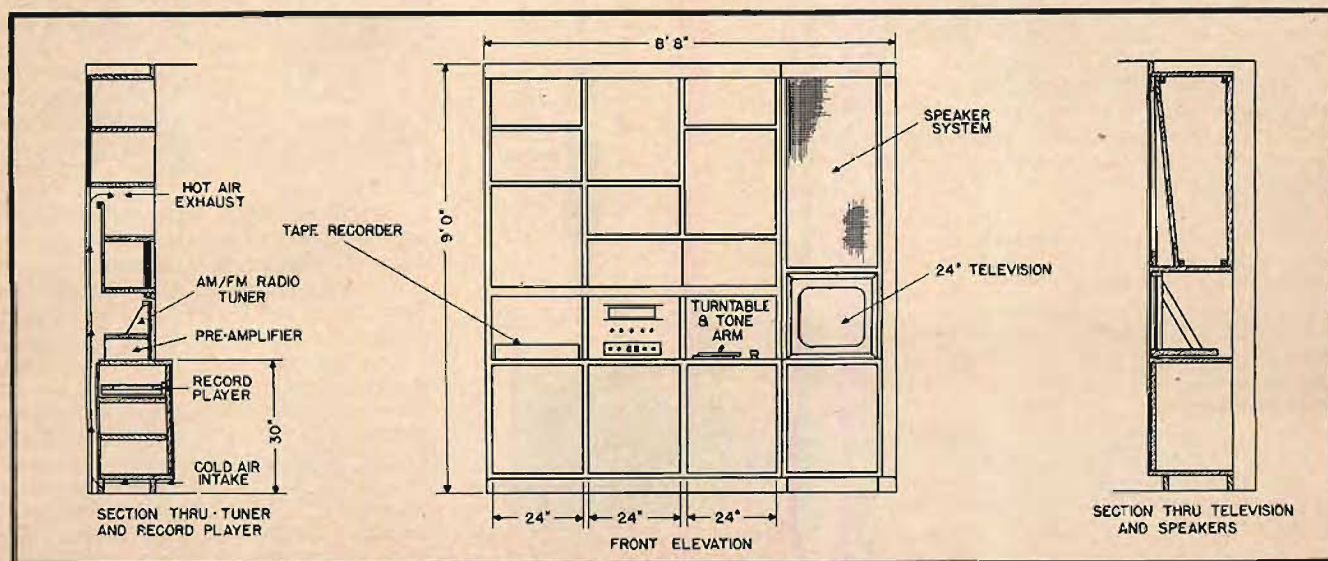 HOT AIR
EXHAUST
AM/FM RADIO
TUNER
PRE-AMPLIFIER
RECORD
PLAYER
30"
COLD AIR
INTAKE
SECTION THRU·TUNER
AND RECORD PLAYER
8'8"
9'0"
TAPE RECORDER
SPEAKER
SYSTEM
24" TELEVISION
TURNTABLE
& TONE
ARM
24" 24" 24"
FRONT ELEVATION
SECTION THRU TELEVISION
AND SPEAKERS